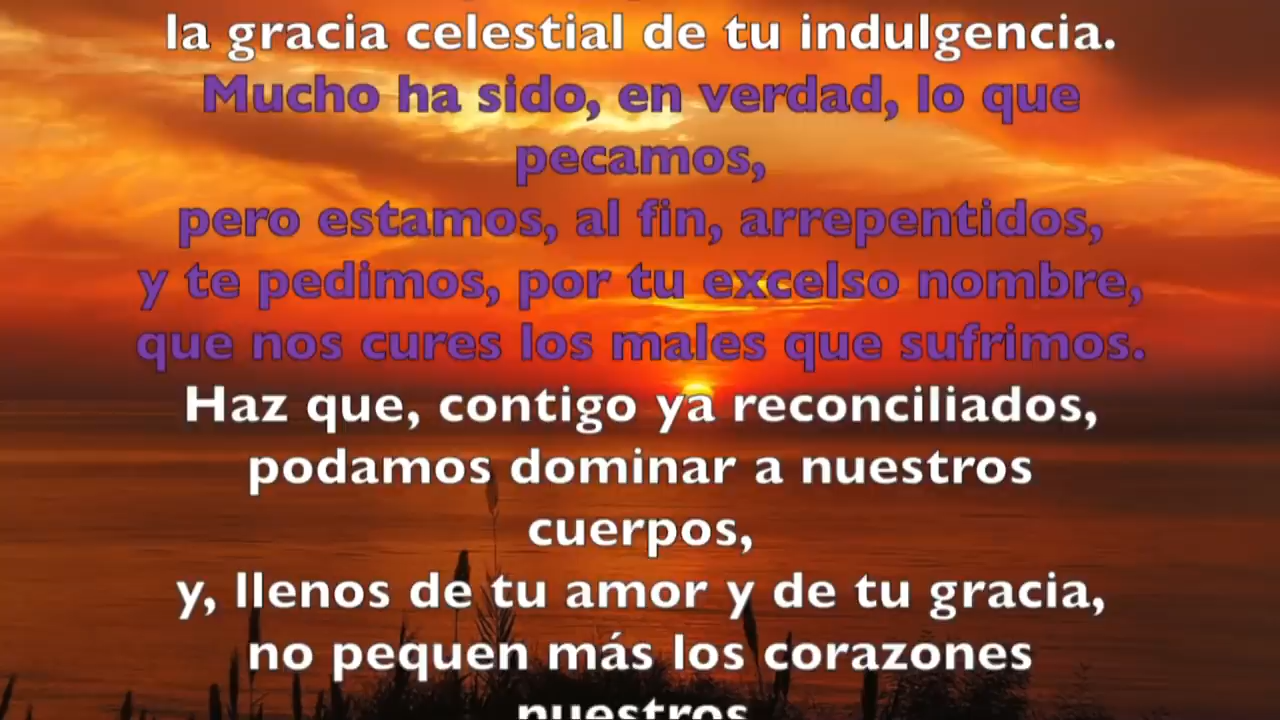 la gracia celestial de tu indulgencia.
Mucho ha sido, en verdad, lo que
pecamos,
pero estamos, al fin, arrepentidos,
y te pedimos, por tu excelso nombre,
que nos cures los males que sufrimos.
Haz que, contigo ya reconciliados,
podamos dominar a nuestros
cuerpos,
y, llenos de tu amor y de tu gracia,
no pequen más los corazones
nuestros